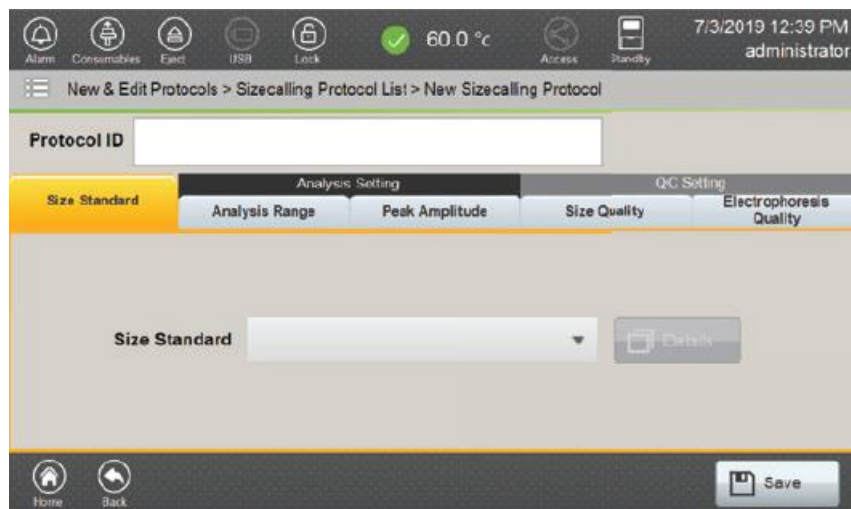 Alarm Consumables Eject USB Lock 60.0 °c Access Standby 7/3/2019 12:39 PM
administrator
New & Edit Protocols > Sizecalling Protocol List > New Sizecalling Protocol
Protocol ID
Size Standard
Analysis Setting
QC Setting
Analysis Range
Peak Amplitude
Size Quality
Electrophoresis
Quality
Size Standard
Details
Home Back
Save